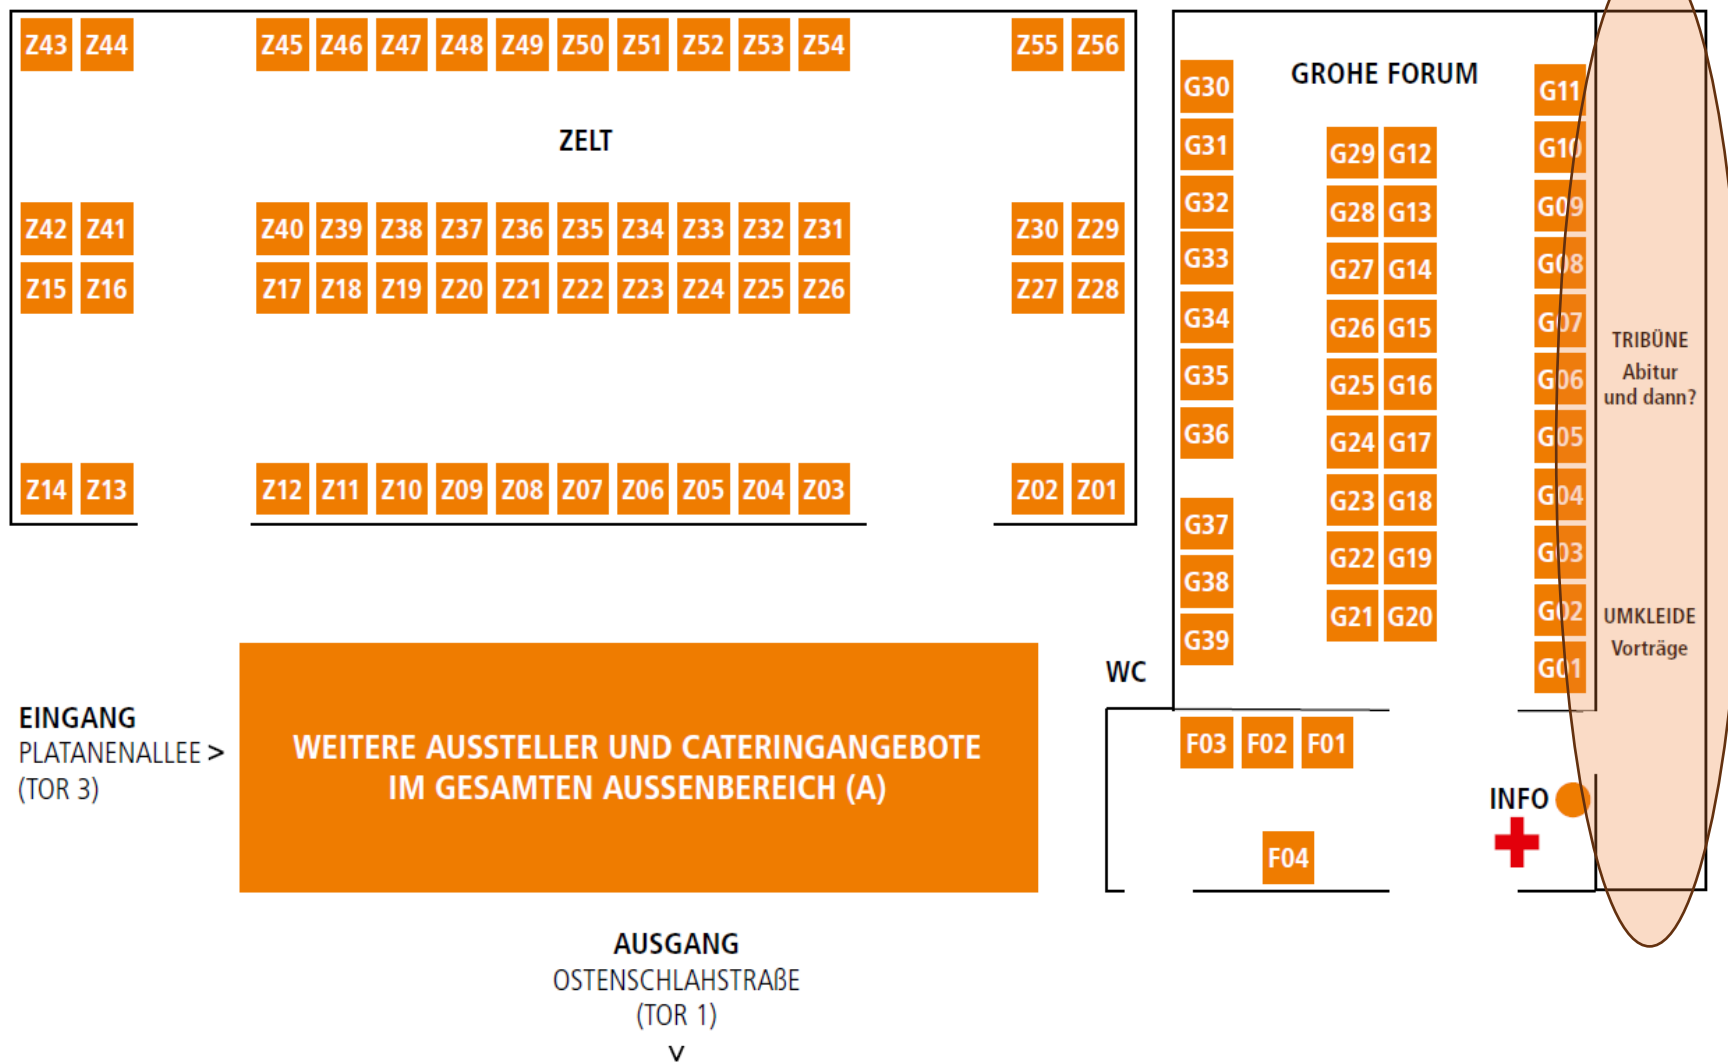 Z43 Z44 Z45 Z46 Z47 Z48 Z49 Z50 Z51 Z52 Z53 Z54 Z55 Z56
ZELT
Z42 Z41 Z40 Z39 Z38 Z37 Z36 Z35 Z34 Z33 Z32 Z31 Z30 Z29
Z15 Z16 Z17 Z18 Z19 Z20 Z21 Z22 Z23 Z24 Z25 Z26 Z27 Z28
Z14 Z13 Z12 Z11 Z10 Z09 Z08 Z07 Z06 Z05 Z04 Z03 Z02 Z01
GROHE FORUM
G30
G31
G32
G33
G34
G35
G36
G37
G38
G39
G29 G12
G28 G13
G27 G14
G26 G15
G25 G16
G24 G17
G23 G18
G22 G19
G21 G20
G11
G10
G09
G08
G07
G06
G05
G04
G03
G02
G01
TRIBÜNE
Abitur
und dann?
UMKLEIDE
Vorträge
WC
F03 F02 F01
F04
INFO
EINGANG
PLATANENALLEE >
(TOR 3)
WEITERE AUSSTELLER UND CATERINGANGEBOTE
IM GESAMTEN AUSSENBEREICH (A)
AUSGANG
OSTENSCHLAHSTRAßE
(TOR 1)
>